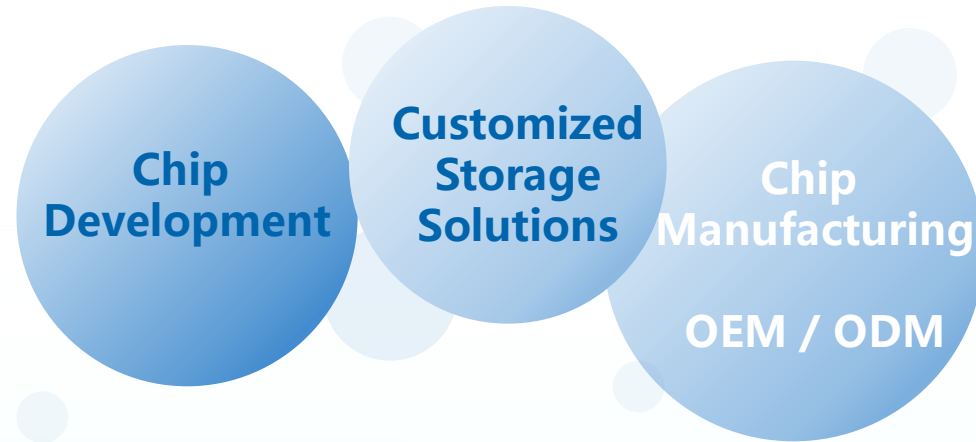 Chip
Development
Customized
Storage
Solutions
Chip
Manufacturing
OEM / ODM